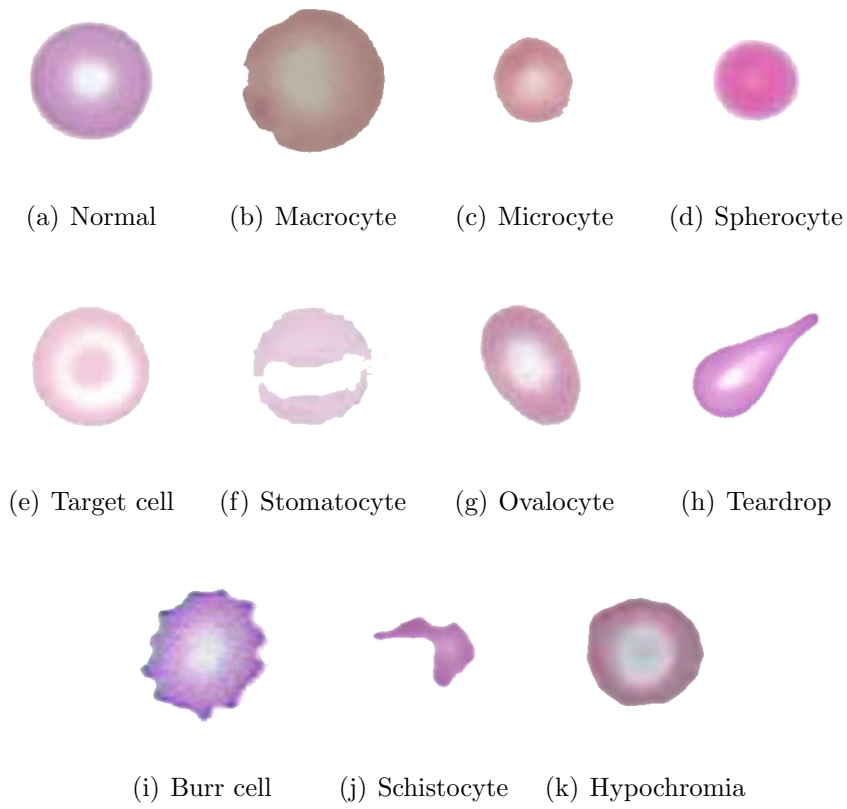 (a) Normal (b) Macrocyte (c) Microcyte (d) Spherocyte
(e) Target cell (f) Stomatocyte (g) Ovalocyte (h) Teardrop
(i) Burr cell (j) Schistocyte (k) Hypochromia